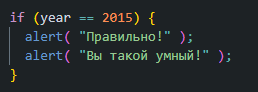 if (year == 2015) {
  alert( "Правильно!" );
  alert( "Вы такой умный!" );
}